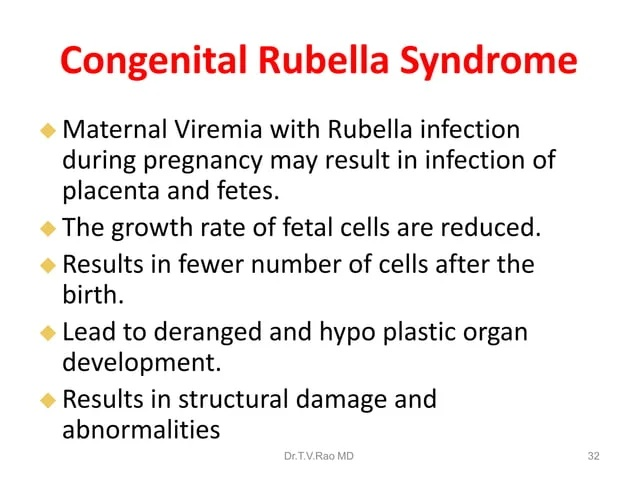 Congenital Rubella Syndrome
Maternal Viremia with Rubella infection
during pregnancy may result in infection of
placenta and fetes.
The growth rate of fetal cells are reduced.
Results in fewer number of cells after the
birth.
Lead to deranged and hypo plastic organ
development.
Results in structural damage and
abnormalities
Dr.T.V.Rao MD
32